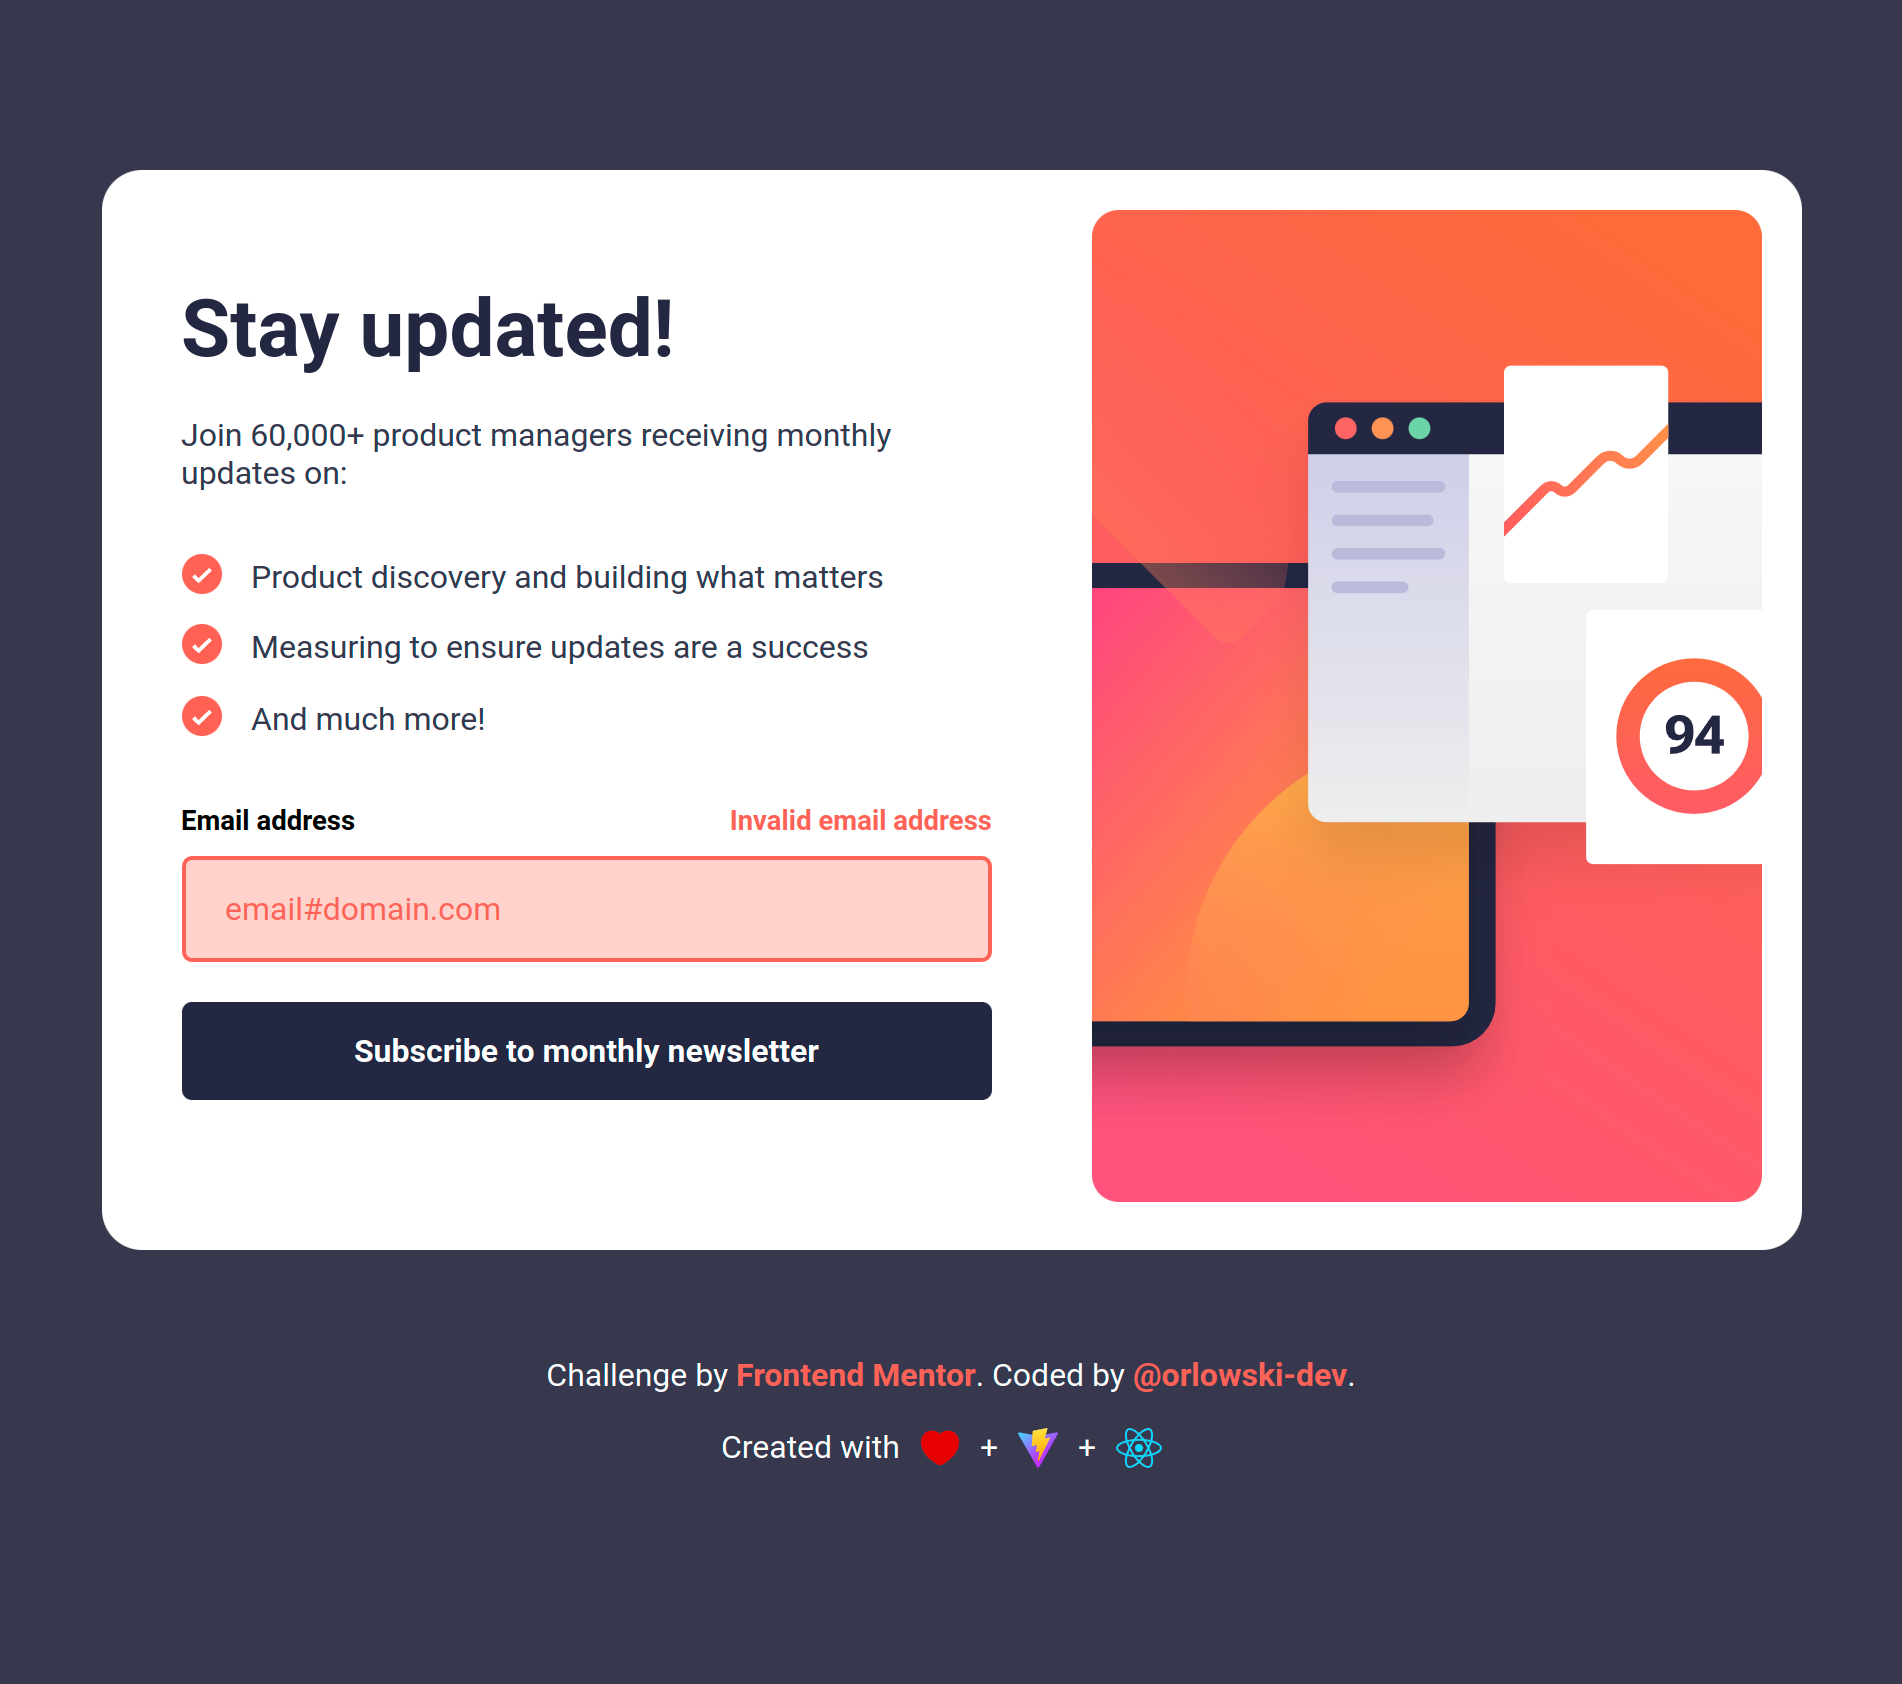 Stay updated!
Join 60,000+ product managers receiving monthly
updates on:
Product discovery and building what matters
Measuring to ensure updates are a success
And much more!
Email address
Invalid email address
email#domain.com
Subscribe to monthly newsletter
94
Challenge by Frontend Mentor. Coded by @orlowski-dev.
Created with + +